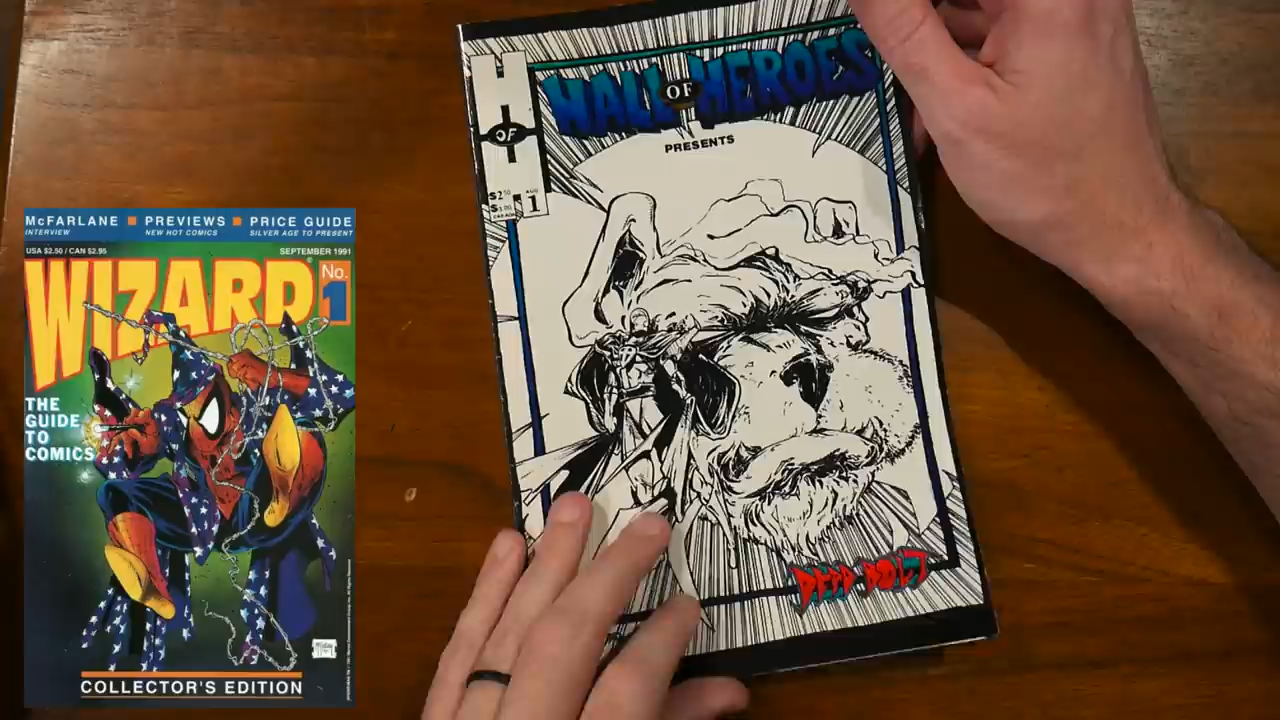 McFARLANE ■ PREVIEWS ■ PRICE GUIDE
INTERVIEW NEW HOT COMICS SILVER AGE TO PRESENT
USA $2.50 / CAN $2.95 SEPTEMBER 1991
WIZARD
No.
1
THE
GUIDE
TO
COMICS
COLLECTOR'S EDITION
HALL OF HEROES
PRESENTS
H
OF
$2.50
AUG
1